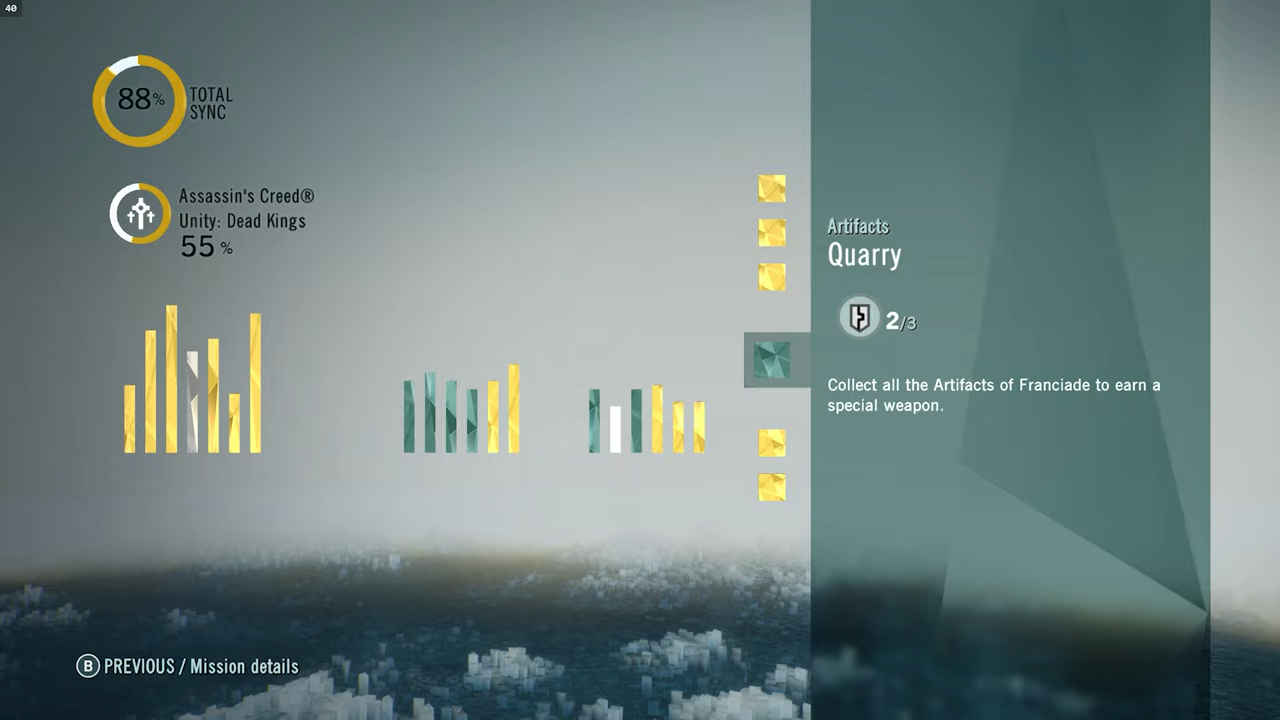 40
88%
TOTAL
SYNC
Assassin's Creed®
Unity: Dead Kings
55 %
Artifacts
Quarry
2/3
Collect all the Artifacts of Franciade to earn a
special weapon.
B PREVIOUS / Mission details